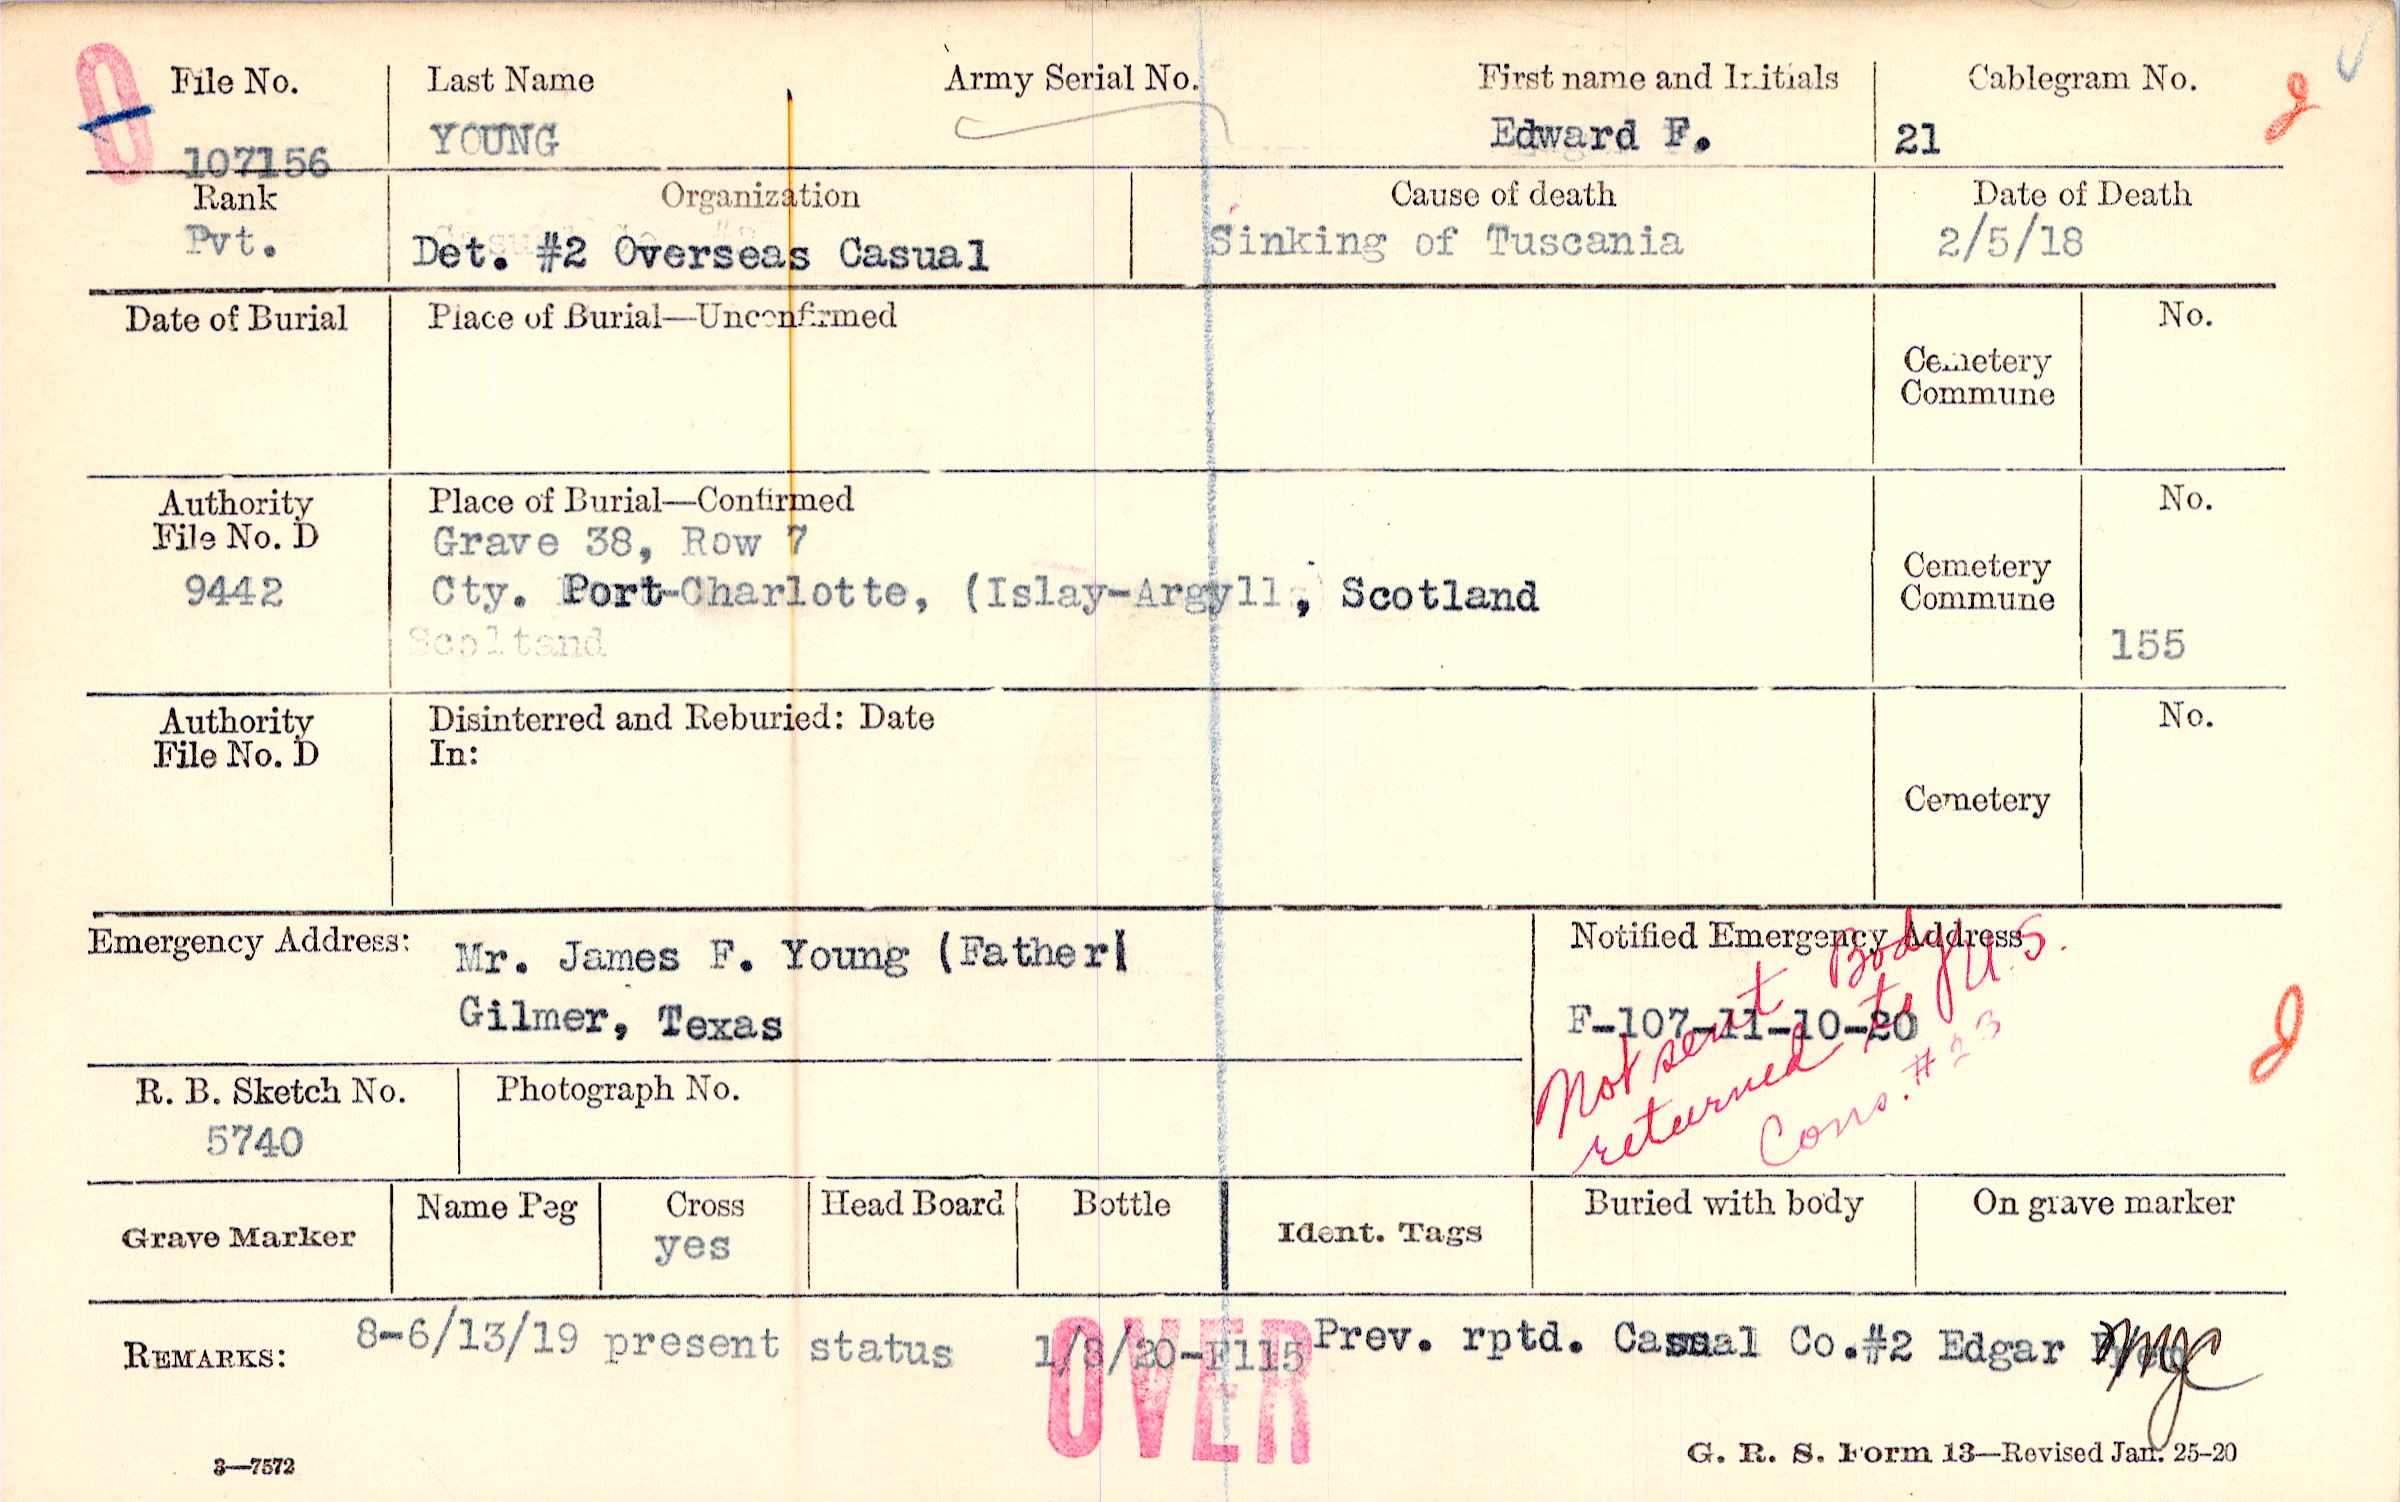 O
File No.
107156
Last Name
YOUNG
Army Serial No.
First name and Initials
Edward F.
Cablegram No.
21
Rank
Pvt.
Organization
Det. #2 Overseas Casual
Cause of death
Sinking of Tuscania
Date of Death
2/5/18
Date of Burial
Place of Burial—Unconfirmed
Cemetery
Commune
No.
Authority
File No. D
9442
Place of Burial—Confirmed
Grave 38, Row 7
Cty. Port-Charlotte, (Islay-Argyll, Scotland
Scoltand
Cemetery
Commune
No.
155
Authority
File No. D
Disinterred and Reburied: Date
In:
Cemetery
No.
Emergency Address:
Mr. James F. Young (Father)
Gilmer, Texas
Notified Emergency Address
F-107-11-10-20
Not sent Body
returned to U.S.
Cons. #23
R. B. Sketch No.
5740
Photograph No.
Grave Marker
Name Peg
Cross
yes
Head Board
Bottle
Ident. Tags
Buried with body
On grave marker
REMARKS: 8-6/13/19 present status 1/8/20-F115 Prev. rptd. Casual Co.#2 Edgar
OVER
3—7572
G. R. S. Form 13—Revised Jan. 25-20